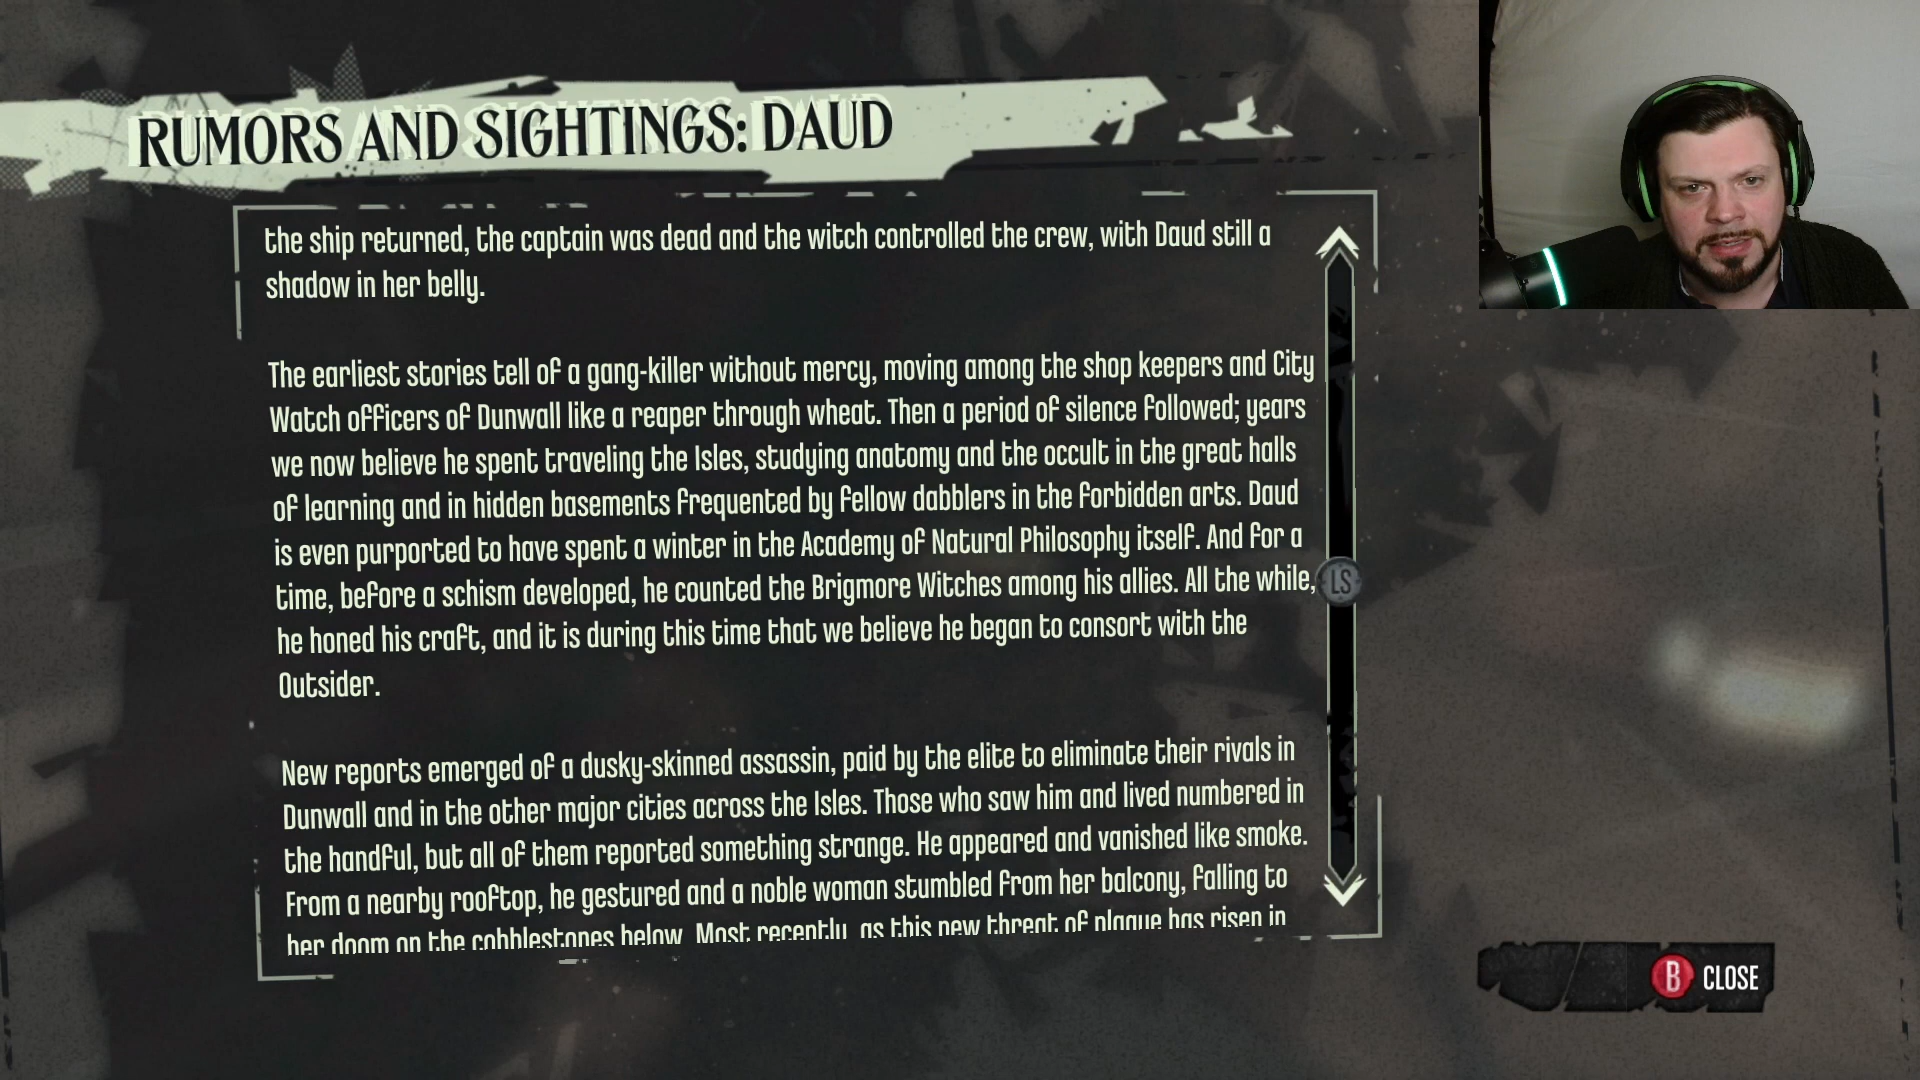 RUMORS AND SIGHTINGS: DAUD
the ship returned, the captain was dead and the witch controlled the crew, with Daud still a
shadow in her belly.
The earliest stories tell of a gang-killer without mercy, moving among the shop keepers and City
Watch officers of Dunwall like a reaper through wheat. Then a period of silence followed; years
we now believe he spent traveling the Isles, studying anatomy and the occult in the great halls
of learning and in hidden basements frequented by fellow dabblers in the forbidden arts. Daud
is even purported to have spent a winter in the Academy of Natural Philosophy itself. And for a
time, before a schism developed, he counted the Brigmore Witches among his allies. All the while,
he honed his craft, and it is during this time that we believe he began to consort with the
Outsider.
New reports emerged of a dusky-skinned assassin, paid by the elite to eliminate their rivals in
Dunwall and in the other major cities across the Isles. Those who saw him and lived numbered in
the handful, but all of them reported something strange. He appeared and vanished like smoke.
From a nearby rooftop, he gestured and a noble woman stumbled from her balcony, falling to
her doom on the cobblestones below. Most recently, as this new threat of plague has risen in
LS
B CLOSE